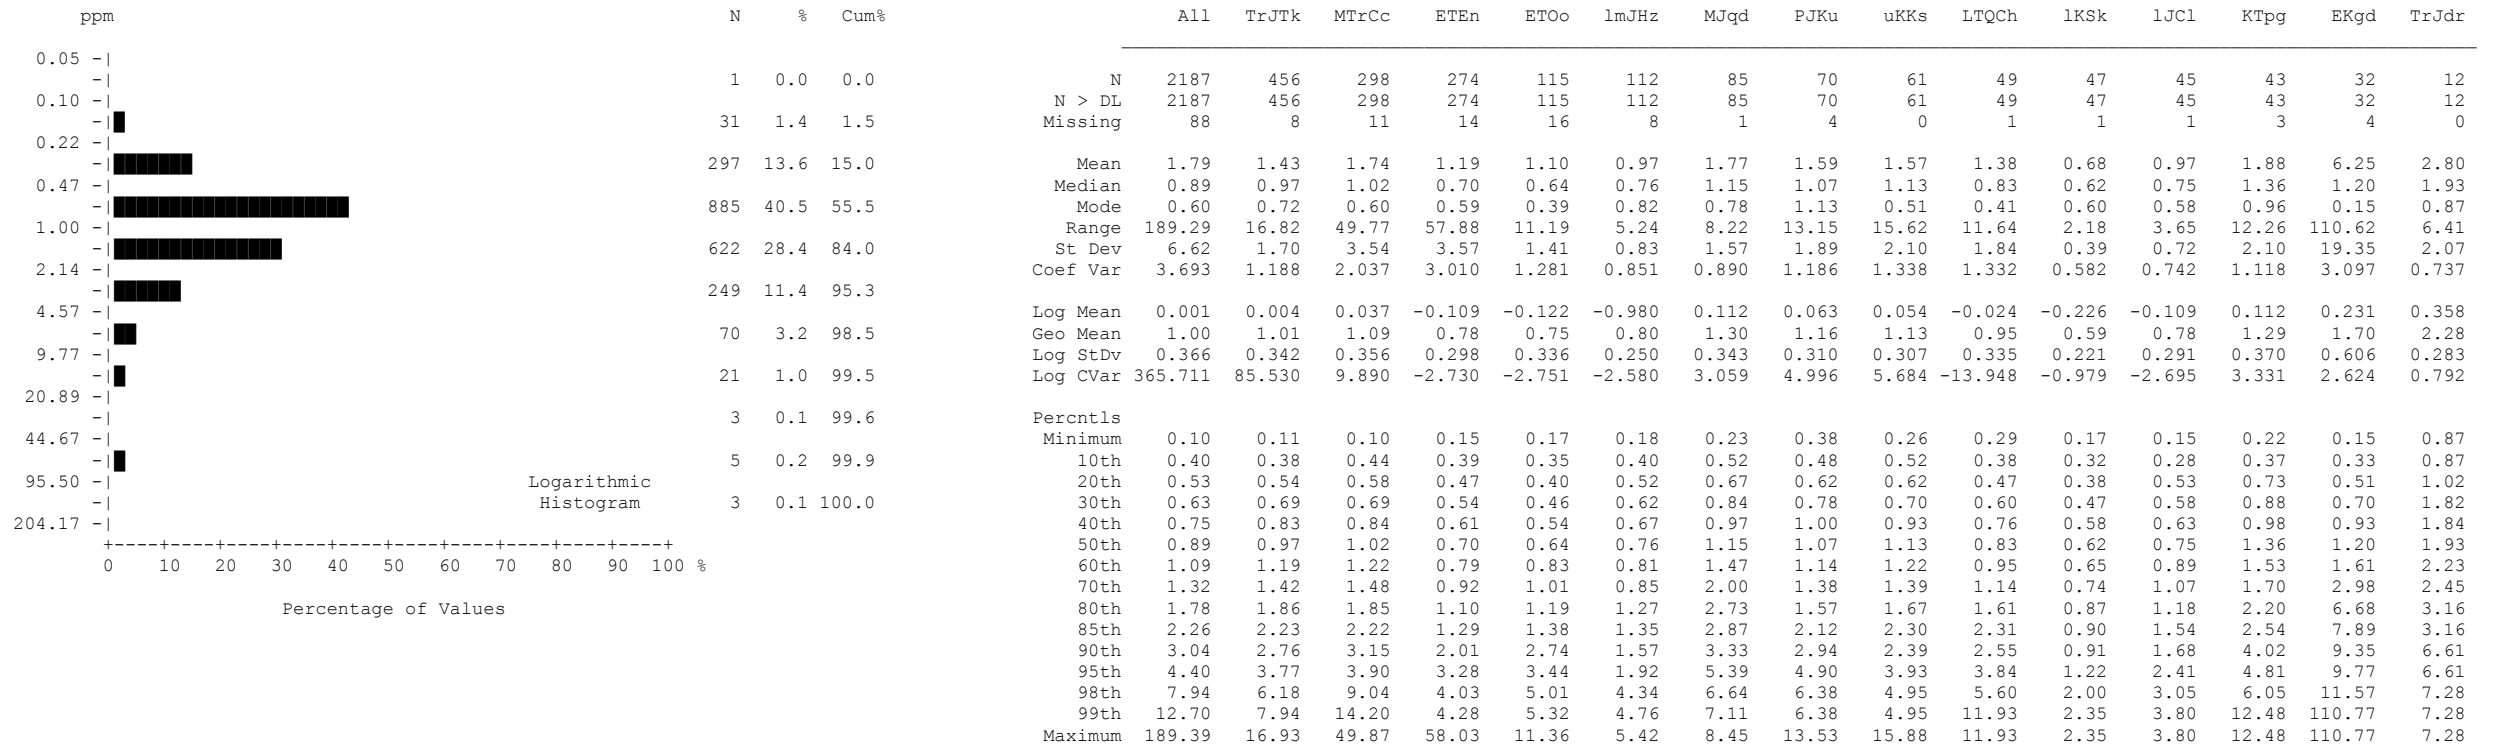 ppm N % Cum% All TrJTk MTrCc ETEn ETOo lmJHz MJqd PJKu uKKs LTQCh lKSk lJCl KTpg EKgd TrJdr
0.05 -|
-| 1 0.0 0.0 N 2187 456 298 274 115 112 85 70 61 49 47 45 43 32 12
0.10 -| N > DL 2187 456 298 274 115 112 85 70 61 49 47 45 43 32 12
-| 31 1.4 1.5 Missing 88 8 11 14 16 8 1 4 0 1 1 1 3 4 0
0.22 -|
-| 297 13.6 15.0 Mean 1.79 1.43 1.74 1.19 1.10 0.97 1.77 1.59 1.57 1.38 0.68 0.97 1.88 6.25 2.80
0.47 -| Median 0.89 0.97 1.02 0.70 0.64 0.76 1.15 1.07 1.13 0.83 0.62 0.75 1.36 1.20 1.93
-| 885 40.5 55.5 Mode 0.60 0.72 0.60 0.59 0.39 0.82 0.78 1.13 0.51 0.41 0.60 0.58 0.96 0.15 0.87
1.00 -| Range 189.29 16.82 49.77 57.88 11.19 5.24 8.22 13.15 15.62 11.64 2.18 3.65 12.26 110.62 6.41
-| 622 28.4 84.0 St Dev 6.62 1.70 3.54 3.57 1.41 0.83 1.57 1.89 2.10 1.84 0.39 0.72 2.10 19.35 2.07
2.14 -| Coef Var 3.693 1.188 2.037 3.010 1.281 0.851 0.890 1.186 1.338 1.332 0.582 0.742 1.118 3.097 0.737
-| 249 11.4 95.3
4.57 -| Log Mean 0.001 0.004 0.037 -0.109 -0.122 -0.980 0.112 0.063 0.054 -0.024 -0.226 -0.109 0.112 0.231 0.358
-| 70 3.2 98.5 Geo Mean 1.00 1.01 1.09 0.78 0.75 0.80 1.30 1.16 1.13 0.95 0.59 0.78 1.29 1.70 2.28
9.77 -| Log StDv 0.366 0.342 0.356 0.298 0.336 0.250 0.343 0.310 0.307 0.335 0.221 0.291 0.370 0.606 0.283
-| 21 1.0 99.5 Log CVar 365.711 85.530 9.890 -2.730 -2.751 -2.580 3.059 4.996 5.684 -13.948 -0.979 -2.695 3.331 2.624 0.792
20.89 -|
-| 3 0.1 99.6 Percntls
44.67 -| Minimum 0.10 0.11 0.10 0.15 0.17 0.18 0.23 0.38 0.26 0.29 0.17 0.15 0.22 0.15 0.87
-| 5 0.2 99.9 10th 0.40 0.38 0.44 0.39 0.35 0.40 0.52 0.48 0.52 0.38 0.32 0.28 0.37 0.33 0.87
95.50 -| Logarithmic 20th 0.53 0.54 0.58 0.47 0.40 0.52 0.67 0.62 0.62 0.47 0.38 0.53 0.73 0.51 1.02
-| Histogram 3 0.1 100.0 30th 0.63 0.69 0.69 0.54 0.46 0.62 0.84 0.78 0.70 0.60 0.47 0.58 0.88 0.70 1.82
204.17 -| 40th 0.75 0.83 0.84 0.61 0.54 0.67 0.97 1.00 0.93 0.76 0.58 0.63 0.98 0.93 1.84
+----+----+----+----+----+----+----+----+----+----+ 50th 0.89 0.97 1.02 0.70 0.64 0.76 1.15 1.07 1.13 0.83 0.62 0.75 1.36 1.20 1.93
0 10 20 30 40 50 60 70 80 90 100 % 60th 1.09 1.19 1.22 0.79 0.83 0.81 1.47 1.14 1.22 0.95 0.65 0.89 1.53 1.61 2.23
70th 1.32 1.42 1.48 0.92 1.01 0.85 2.00 1.38 1.39 1.14 0.74 1.07 1.70 2.98 2.45
Percentage of Values 80th 1.78 1.86 1.85 1.10 1.19 1.27 2.73 1.57 1.67 1.61 0.87 1.18 2.20 6.68 3.16
85th 2.26 2.23 2.22 1.29 1.38 1.35 2.87 2.12 2.30 2.31 0.90 1.54 2.54 7.89 3.16
90th 3.04 2.76 3.15 2.01 2.74 1.57 3.33 2.94 2.39 2.55 0.91 1.68 4.02 9.35 6.61
95th 4.40 3.77 3.90 3.28 3.44 1.92 5.39 4.90 3.93 3.84 1.22 2.41 4.81 9.77 6.61
98th 7.94 6.18 9.04 4.03 5.01 4.34 6.64 6.38 4.95 5.60 2.00 3.05 6.05 11.57 7.28
99th 12.70 7.94 14.20 4.28 5.32 4.76 7.11 6.38 4.95 11.93 2.35 3.80 12.48 110.77 7.28
Maximum 189.39 16.93 49.87 58.03 11.36 5.42 8.45 13.53 15.88 11.93 2.35 3.80 12.48 110.77 7.28